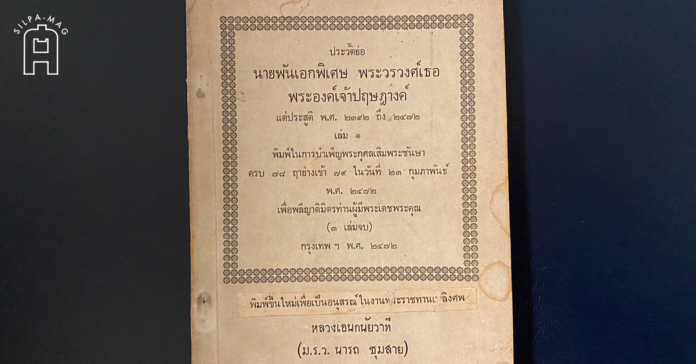 SILPA-MAG
ประวัติย่อ
นายพันเอกพิเศษ พระวรวงศ์เธอ
พระองค์เจ้าปฤษฎางค์
แต่ประสูติ พ.ศ. ๒๓๙๒ ถึง ๒๔๗๒
เล่ม ๑
พิมพ์ในการบำเพ็ญพระกุศลเสิมพระชันษา
ครบ ๗๘ ฤาย่างเข้า ๗๙ ในวันที่ ๒๓ กุมภาพันธ์
พ.ศ. ๒๔๗๒
เพื่อพลีญาติมิตรท่านผู้มีพระเดชพระคุณ
(๓ เล่มจบ)
กรุงเทพ ฯ พ.ศ. ๒๔๗๒
พิมพ์ขึ้นใหม่เพื่อเป็นอนุสรณ์ในงานพระราชทานเพลิงศพ
หลวงเอนกนัยวาที
(ม.ร.ว. นารถ ชุมสาย)